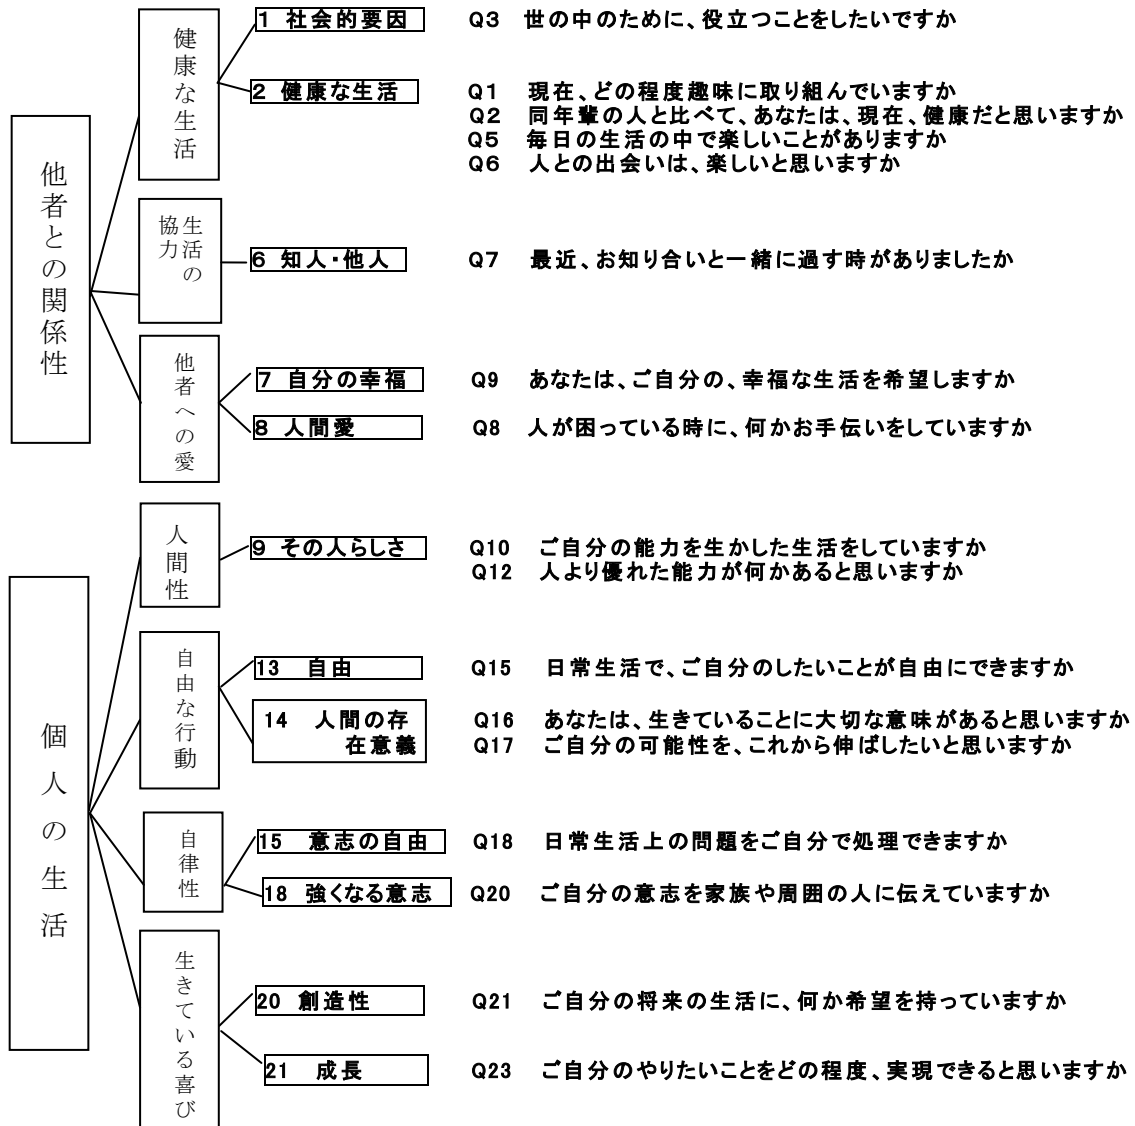 他者との関係性
健康な生活
1 社会的要因 Q3 世の中のために、役立つことをしたいですか
2 健康な生活 Q1 現在、どの程度趣味に取り組んでいますか
Q2 同年輩の人と比べて、あなたは、現在、健康だと思いますか
Q5 毎日の生活の中で楽しいことがありますか
Q6 人との出会いは、楽しいと思いますか
生活の
協力
6 知人・他人 Q7 最近、お知り合いと一緒に過す時がありましたか
他者への愛
7 自分の幸福 Q9 あなたは、ご自分の、幸福な生活を希望しますか
8 人間愛 Q8 人が困っている時に、何かお手伝いをしていますか
個人の生活
人間性
9 その人らしさ Q10 ご自分の能力を生かした生活をしていますか
Q12 人より優れた能力が何かあると思いますか
自由な行動
13 自由 Q15 日常生活で、ご自分のしたいことが自由にできますか
14 人間の存 Q16 あなたは、生きていることに大切な意味があると思いますか
在意義 Q17 ご自分の可能性を、これから伸ばしたいと思いますか
自律性
15 意志の自由 Q18 日常生活上の問題をご自分で処理できますか
18 強くなる意志 Q20 ご自分の意志を家族や周囲の人に伝えていますか
生きている喜び
20 創造性 Q21 ご自分の将来の生活に、何か希望を持っていますか
21 成長 Q23 ご自分のやりたいことをどの程度、実現できると思いますか